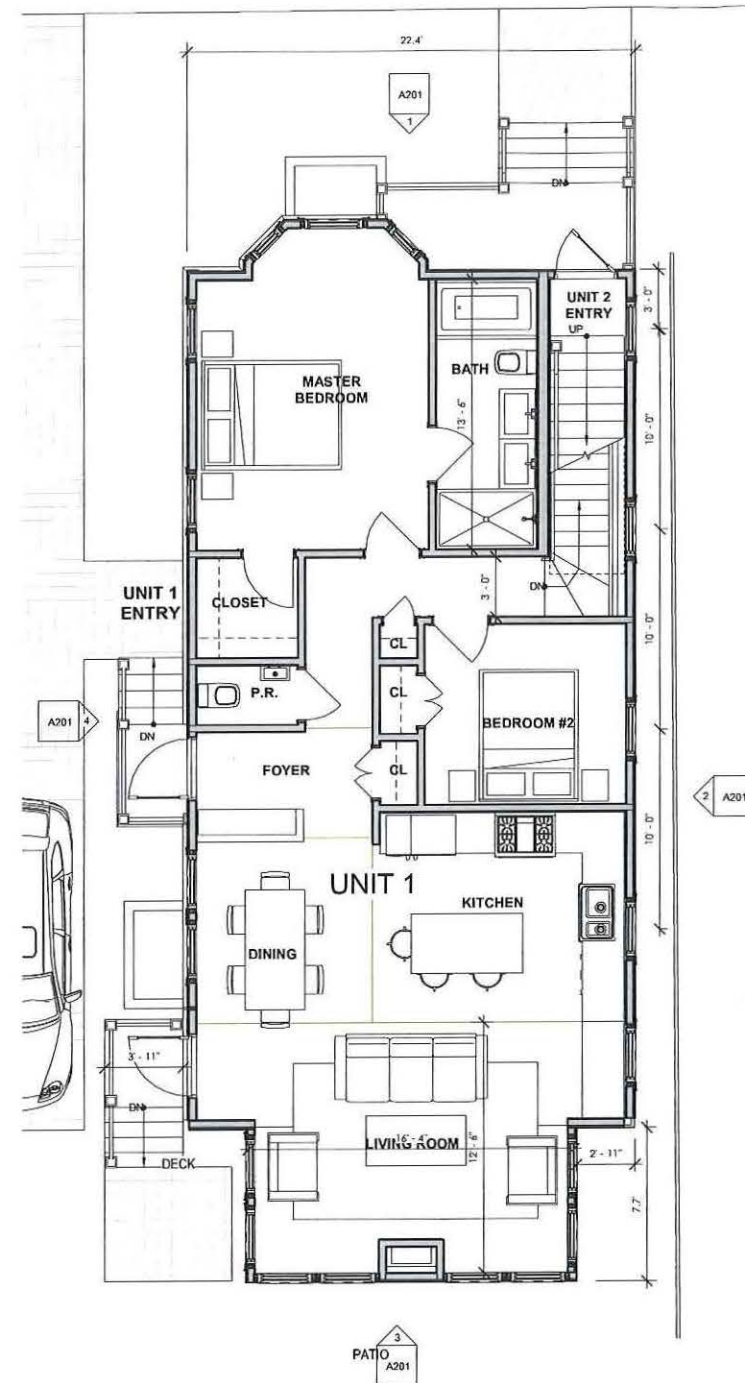 22.4'
A201
1
DN
UNIT 2
ENTRY
UP
3' - 0"
MASTER
BEDROOM
BATH
13' - 6"
10' - 0"
UNIT 1
ENTRY
CLOSET
3' - 0"
DN
CL
10' - 0"
P.R.
CL
A201
4
DN
BEDROOM #2
FOYER
CL
2
A201
10' - 0"
UNIT 1
KITCHEN
DINING
3' - 11"
DN
LIVING ROOM
16' - 4"
12' - 6"
2' - 11"
DECK
7.7'
3
PATIO
A201